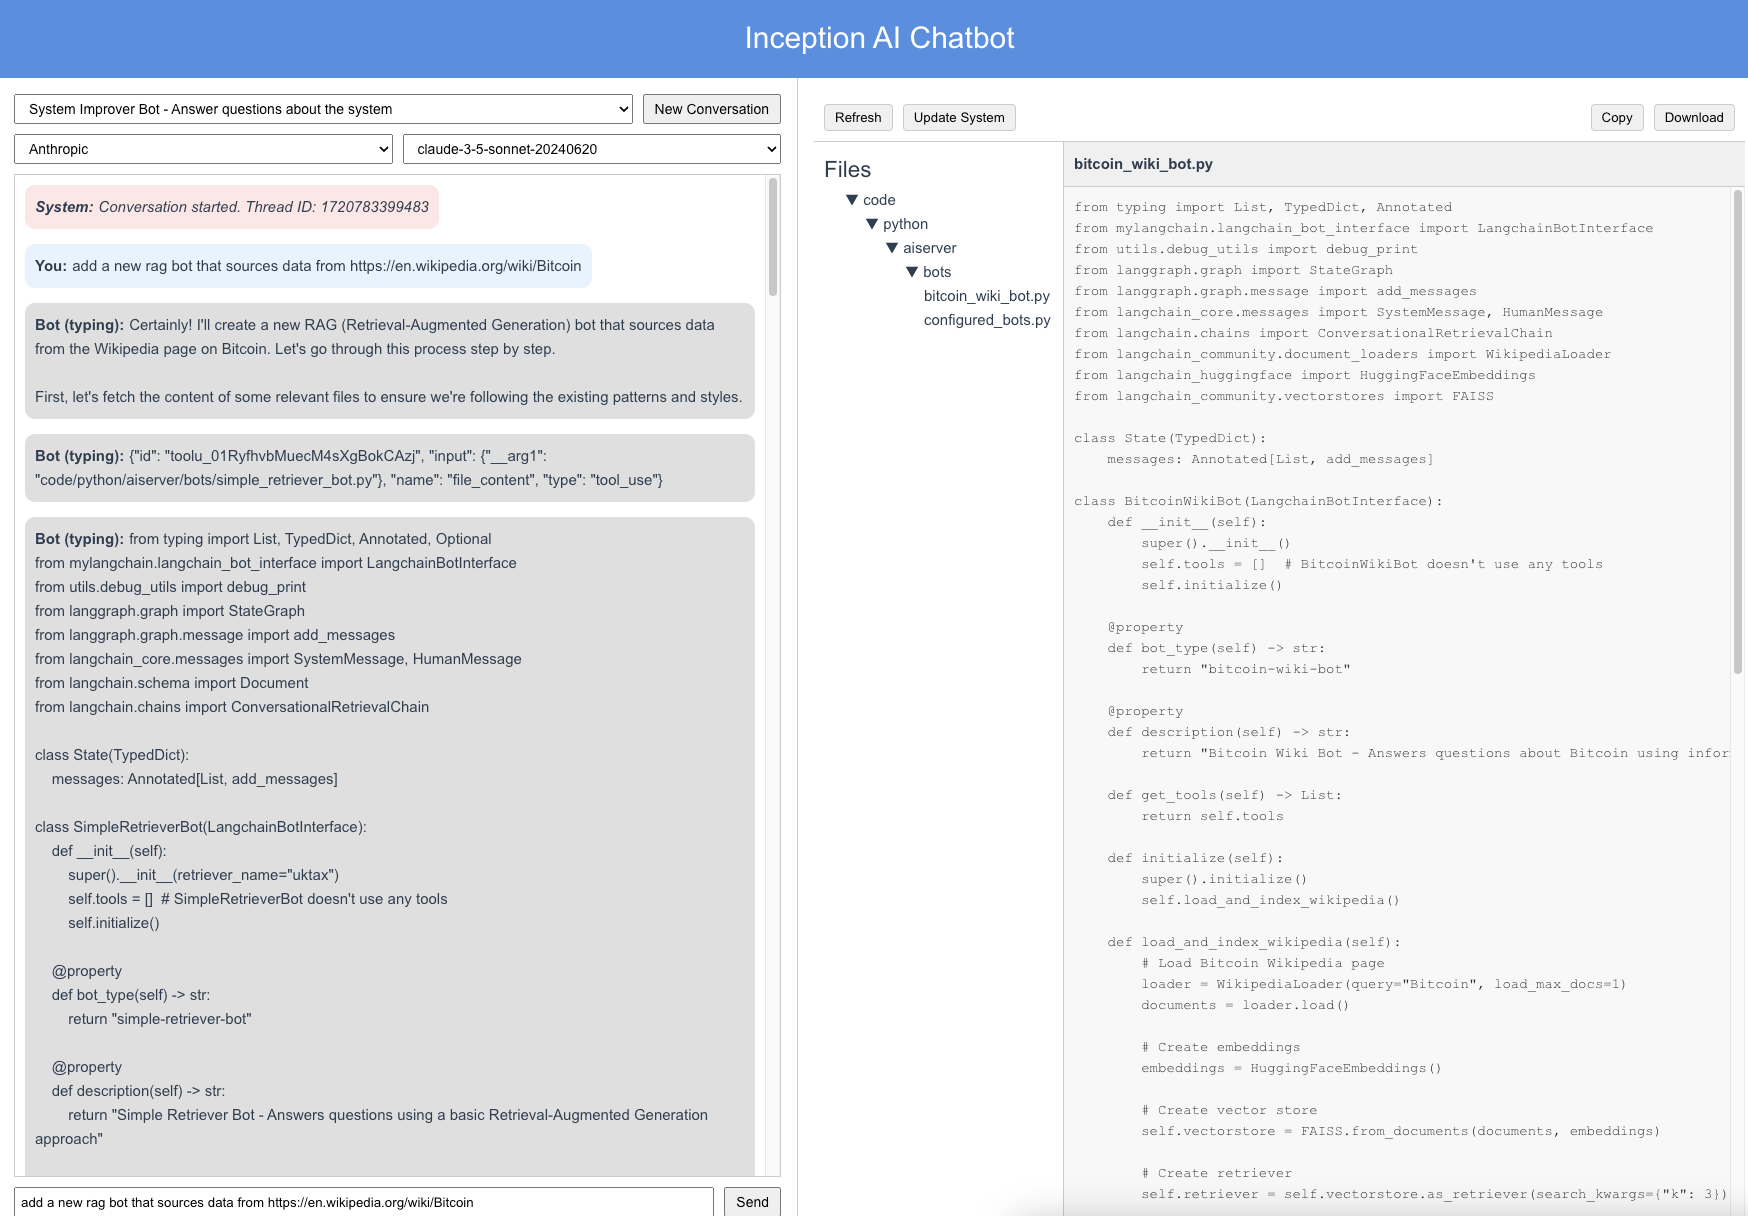 Inception AI Chatbot
System Improver Bot - Answer questions about the system
New Conversation
Anthropic
claude-3-5-sonnet-20240620
System: Conversation started. Thread ID: 1720783399483
You: add a new rag bot that sources data from https://en.wikipedia.org/wiki/Bitcoin
Bot (typing): Certainly! I'll create a new RAG (Retrieval-Augmented Generation) bot that sources data
from the Wikipedia page on Bitcoin. Let's go through this process step by step.
First, let's fetch the content of some relevant files to ensure we're following the existing patterns and styles.
Bot (typing): {"id": "toolu_01RyfhvbMuecM4sXgBokCAzj", "input": {"__arg1":
"code/python/aiserver/bots/simple_retriever_bot.py"}, "name": "file_content", "type": "tool_use"}
Bot (typing): from typing import List, TypedDict, Annotated, Optional
from mylangchain.langchain_bot_interface import LangchainBotInterface
from utils.debug_utils import debug_print
from langgraph.graph import StateGraph
from langgraph.graph.message import add_messages
from langchain_core.messages import SystemMessage, HumanMessage
from langchain.schema import Document
from langchain.chains import ConversationalRetrievalChain
class State(TypedDict):
    messages: Annotated[List, add_messages]
class SimpleRetrieverBot(LangchainBotInterface):
    def __init__(self):
        super().__init__(retriever_name="uktax")
        self.tools = []  # SimpleRetrieverBot doesn't use any tools
        self.initialize()
    @property
    def bot_type(self) -> str:
        return "simple-retriever-bot"
    @property
    def description(self) -> str:
        return "Simple Retriever Bot - Answers questions using a basic Retrieval-Augmented Generation
approach"
add a new rag bot that sources data from https://en.wikipedia.org/wiki/Bitcoin
Send
Refresh
Update System
Copy
Download
Files
▼ code
▼ python
▼ aiserver
▼ bots
bitcoin_wiki_bot.py
configured_bots.py
bitcoin_wiki_bot.py
from typing import List, TypedDict, Annotated
from mylangchain.langchain_bot_interface import LangchainBotInterface
from utils.debug_utils import debug_print
from langgraph.graph import StateGraph
from langgraph.graph.message import add_messages
from langchain_core.messages import SystemMessage, HumanMessage
from langchain.chains import ConversationalRetrievalChain
from langchain_community.document_loaders import WikipediaLoader
from langchain_huggingface import HuggingFaceEmbeddings
from langchain_community.vectorstores import FAISS
class State(TypedDict):
    messages: Annotated[List, add_messages]
class BitcoinWikiBot(LangchainBotInterface):
    def __init__(self):
        super().__init__()
        self.tools = []  # BitcoinWikiBot doesn't use any tools
        self.initialize()
    @property
    def bot_type(self) -> str:
        return "bitcoin-wiki-bot"
    @property
    def description(self) -> str:
        return "Bitcoin Wiki Bot - Answers questions about Bitcoin using infor
    def get_tools(self) -> List:
        return self.tools
    def initialize(self):
        super().initialize()
        self.load_and_index_wikipedia()
    def load_and_index_wikipedia(self):
        # Load Bitcoin Wikipedia page
        loader = WikipediaLoader(query="Bitcoin", load_max_docs=1)
        documents = loader.load()
        # Create embeddings
        embeddings = HuggingFaceEmbeddings()
        # Create vector store
        self.vectorstore = FAISS.from_documents(documents, embeddings)
        # Create retriever
        self.retriever = self.vectorstore.as_retriever(search_kwargs={"k": 3})